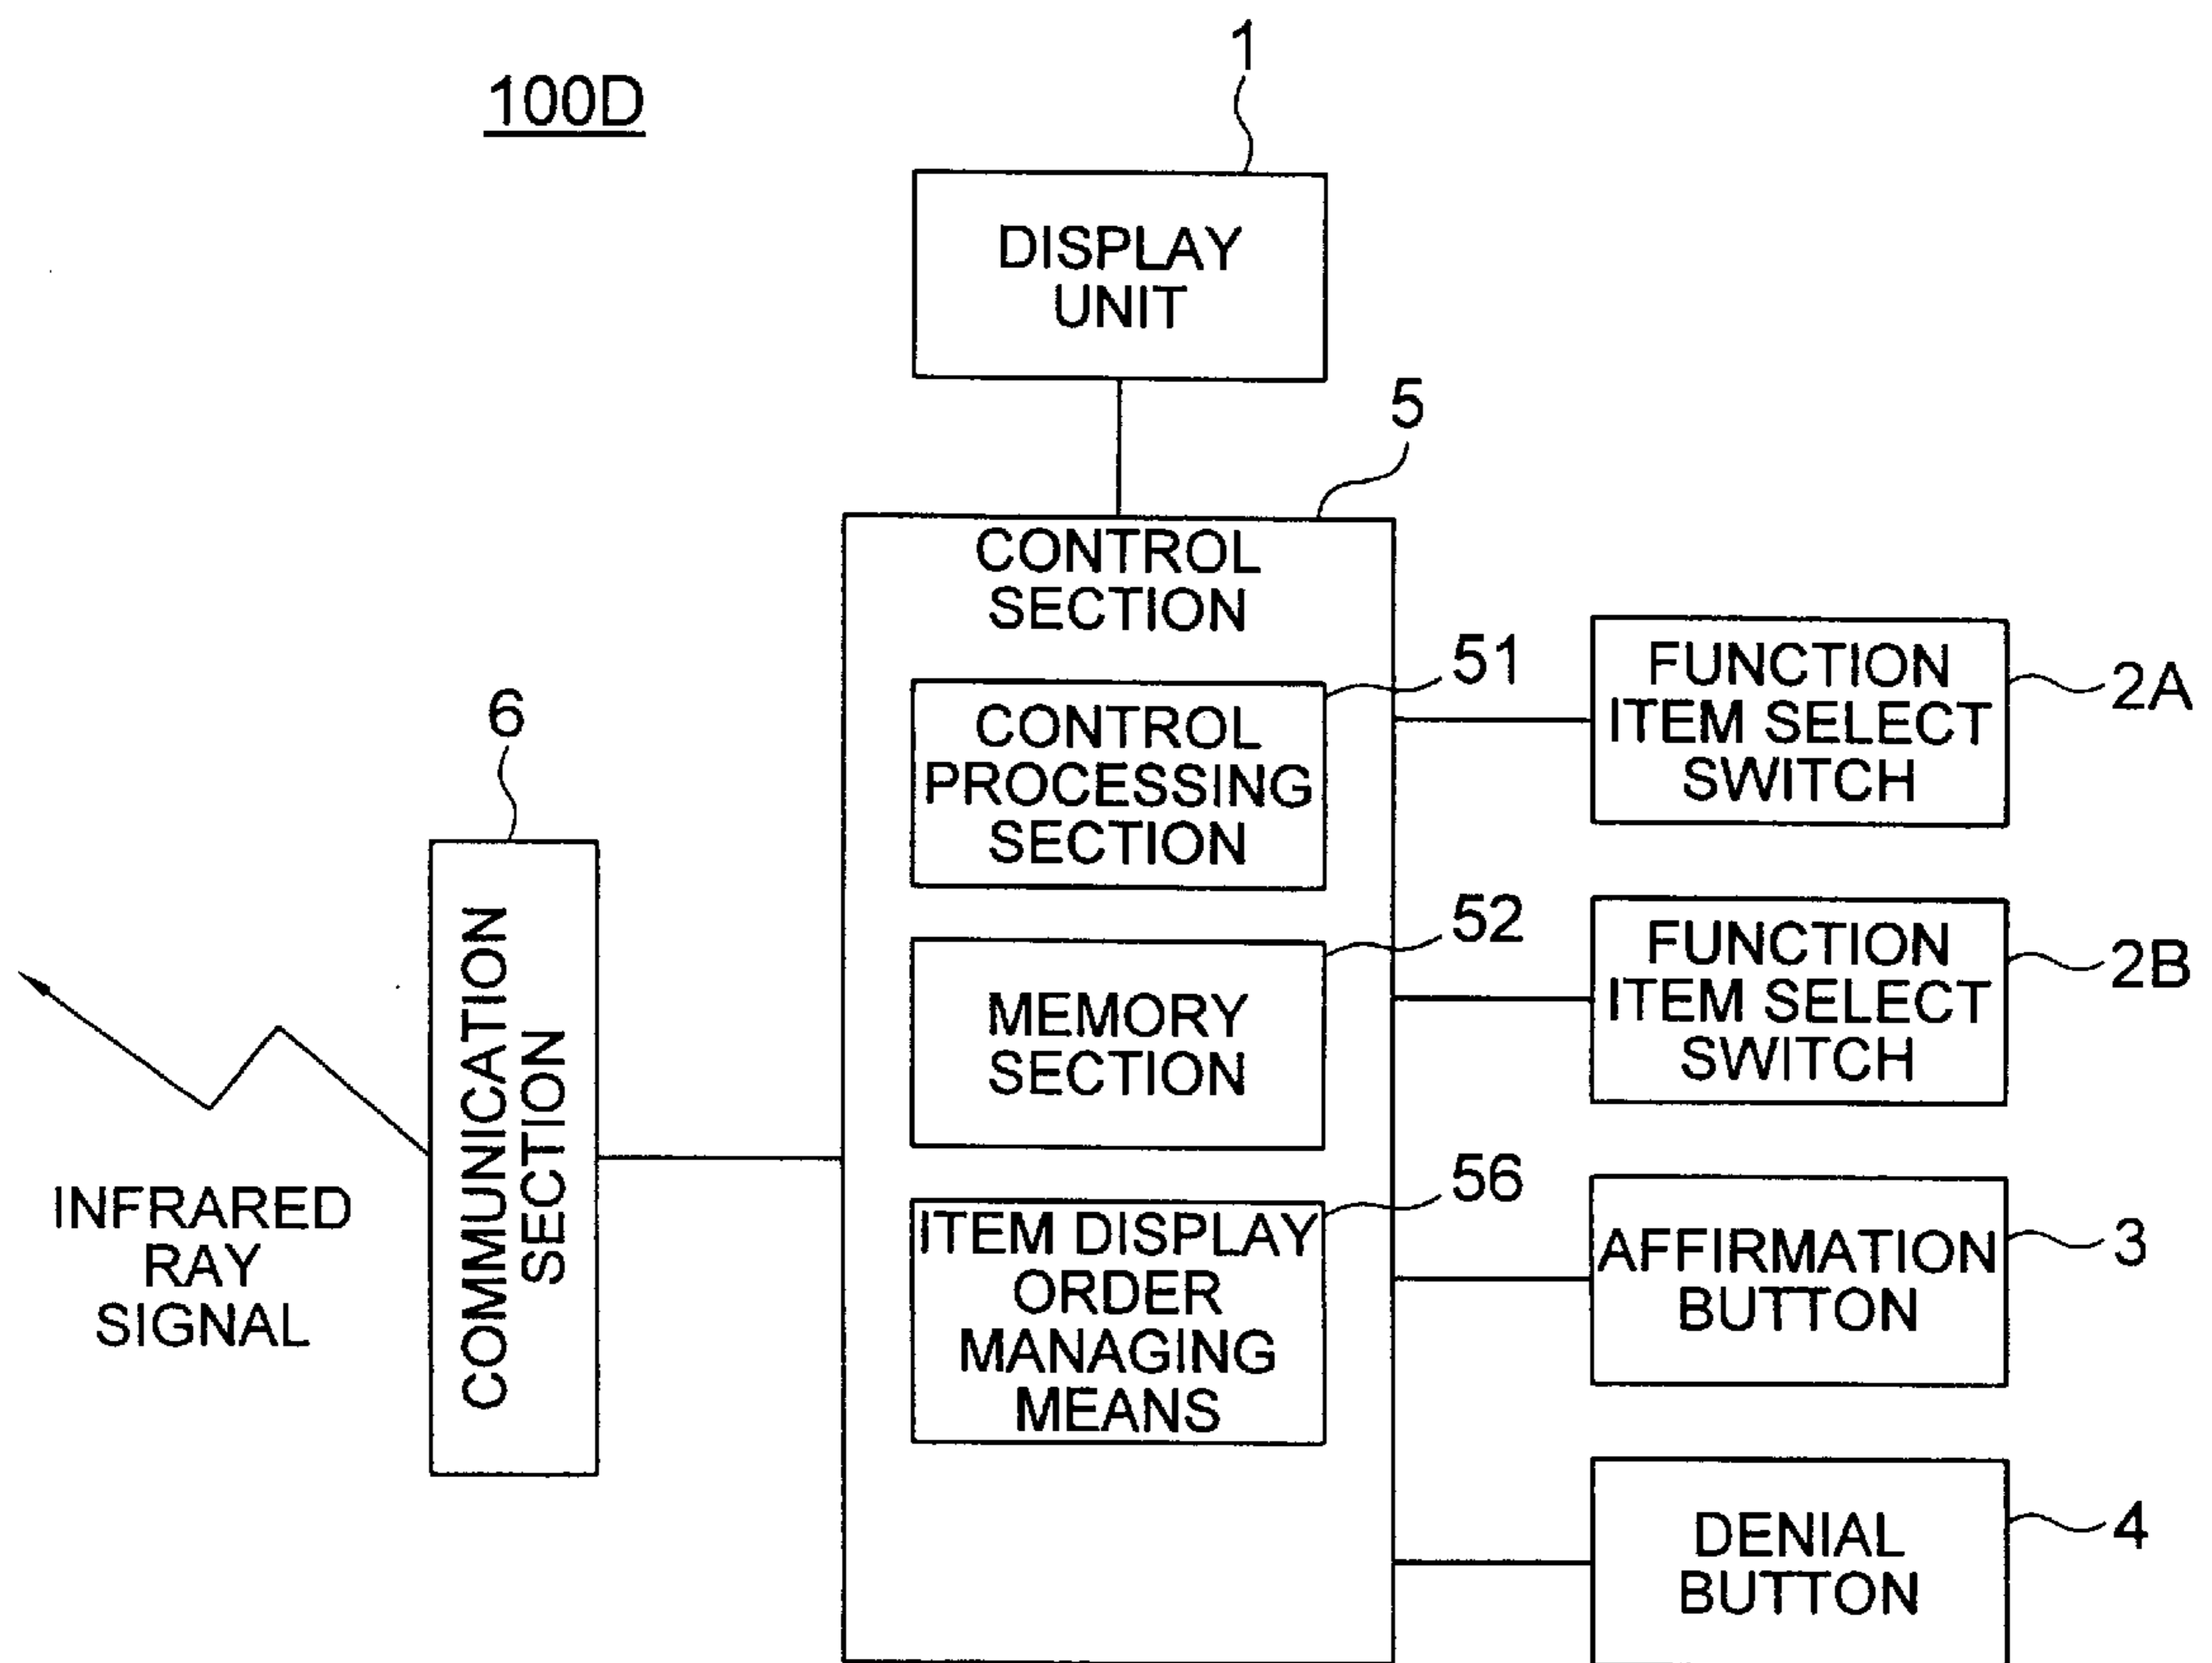 100D
1
DISPLAY
UNIT
5
CONTROL
SECTION
51
CONTROL
PROCESSING
SECTION
52
MEMORY
SECTION
56
ITEM DISPLAY
ORDER
MANAGING
MEANS
6
COMMUNICATION
SECTION
INFRARED
RAY
SIGNAL
FUNCTION
ITEM SELECT
SWITCH
2A
FUNCTION
ITEM SELECT
SWITCH
2B
AFFIRMATION
BUTTON
3
DENIAL
BUTTON
4